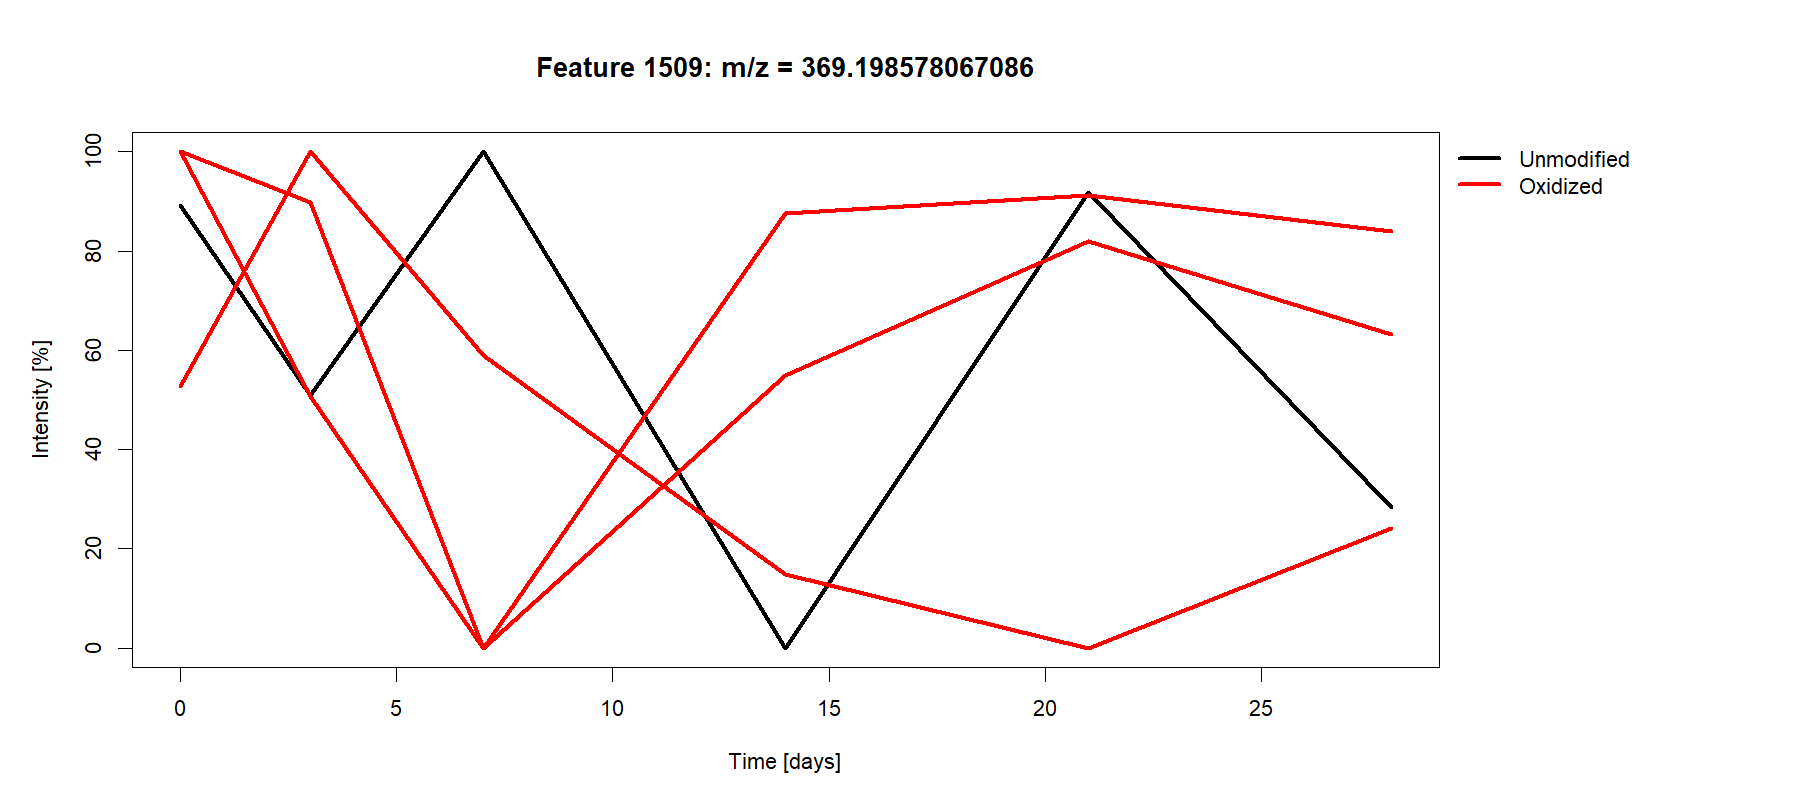 Feature 1509: m/z = 369.198578067086
Unmodified
Oxidized
Intensity [%]
100
80
60
40
20
0
0 5 10 15 20 25
Time [days]